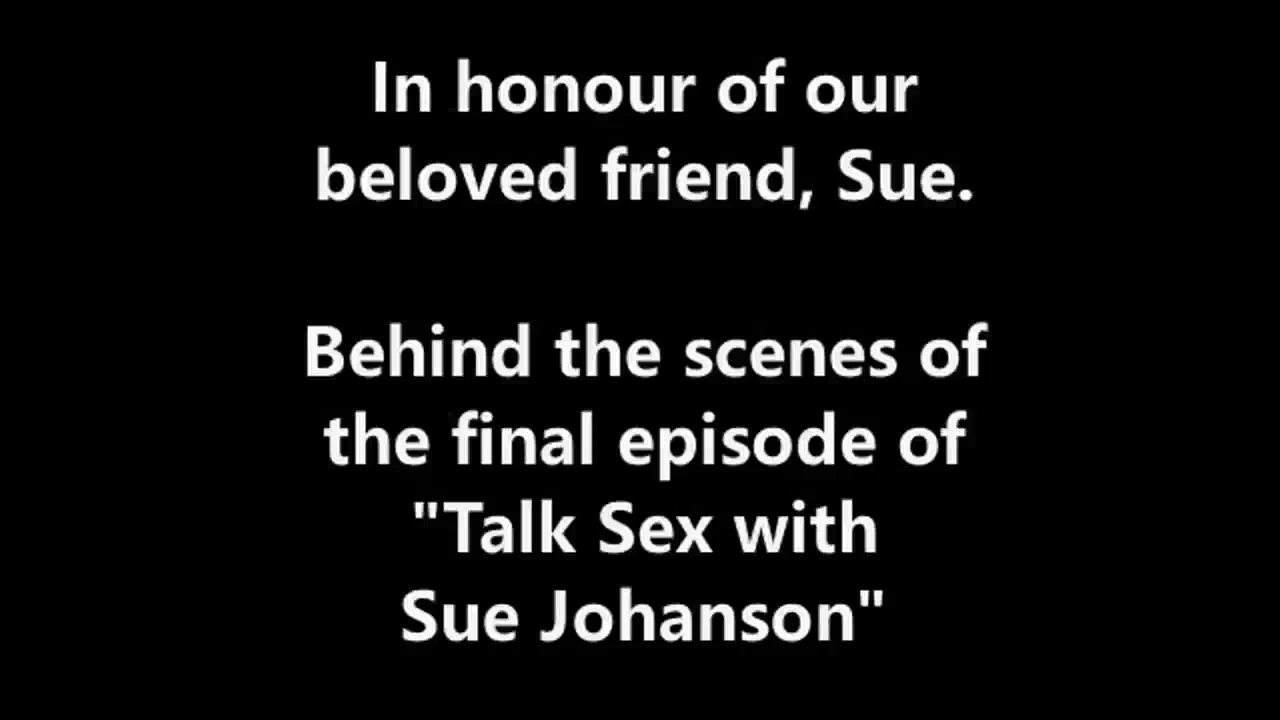 In honour of our
beloved friend, Sue.
Behind the scenes of
the final episode of
"Talk Sex with
Sue Johanson"